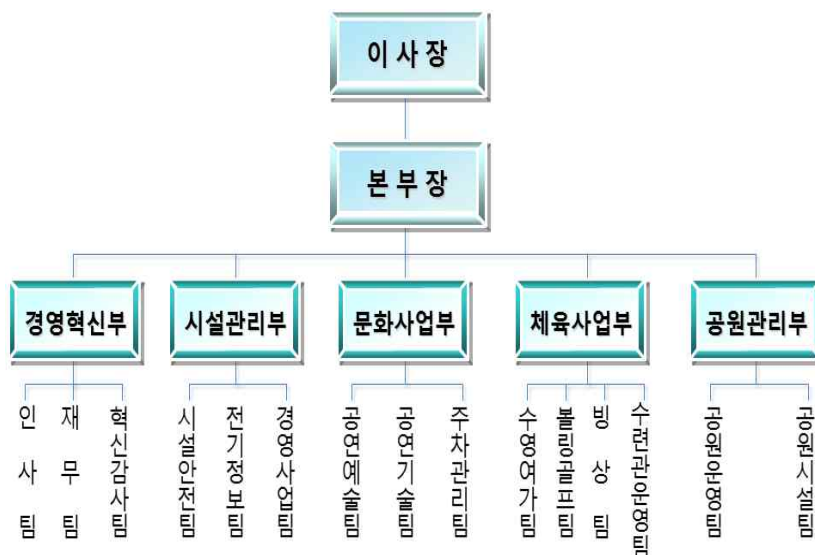 이 사 장
본 부 장
경영혁신부
시설관리부
문화사업부
체육사업부
공원관리부
인 사 팀
재 무 팀
혁신감사팀
시설안전팀
전기정보팀
경영사업팀
공연예술팀
공연기술팀
주차관리팀
수영여가팀
볼링골프팀
빙 상 팀
수련관운영팀
공원운영팀
공원시설팀